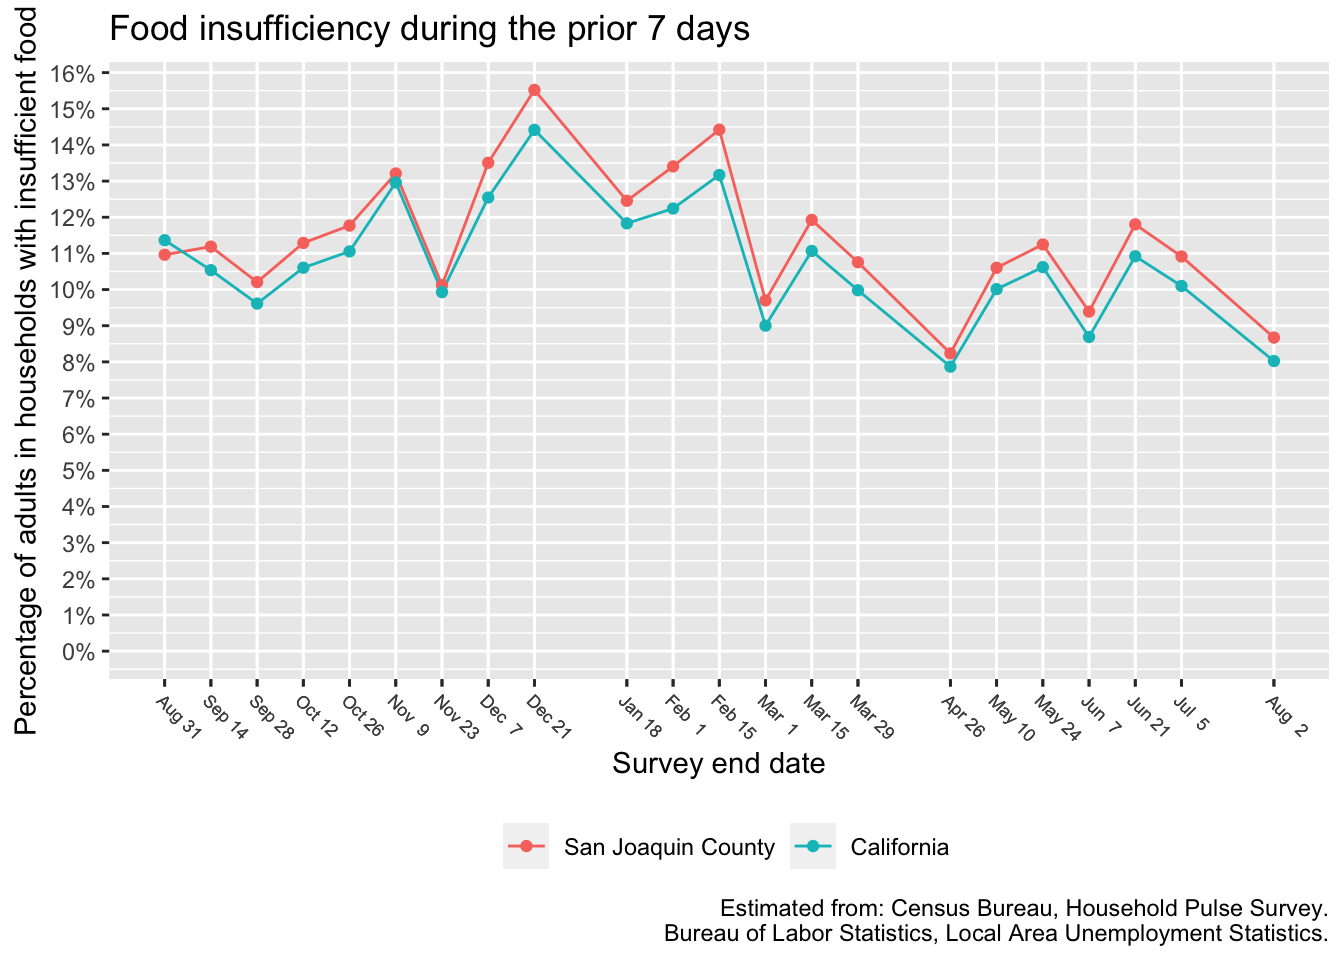 Food insufficiency during the prior 7 days
Percentage of adults in households with insufficient food
16%
15%
14%
13%
12%
11%
10%
9%
8%
7%
6%
5%
4%
3%
2%
1%
0%
Aug 31
Sep 14
Sep 28
Oct 12
Oct 26
Nov 9
Nov 23
Dec 7
Dec 21
Jan 18
Feb 1
Feb 15
Mar 1
Mar 15
Mar 29
Apr 26
May 10
May 24
Jun 7
Jun 21
Jul 5
Aug 2
Survey end date
San Joaquin County
California
Estimated from: Census Bureau, Household Pulse Survey.
Bureau of Labor Statistics, Local Area Unemployment Statistics.